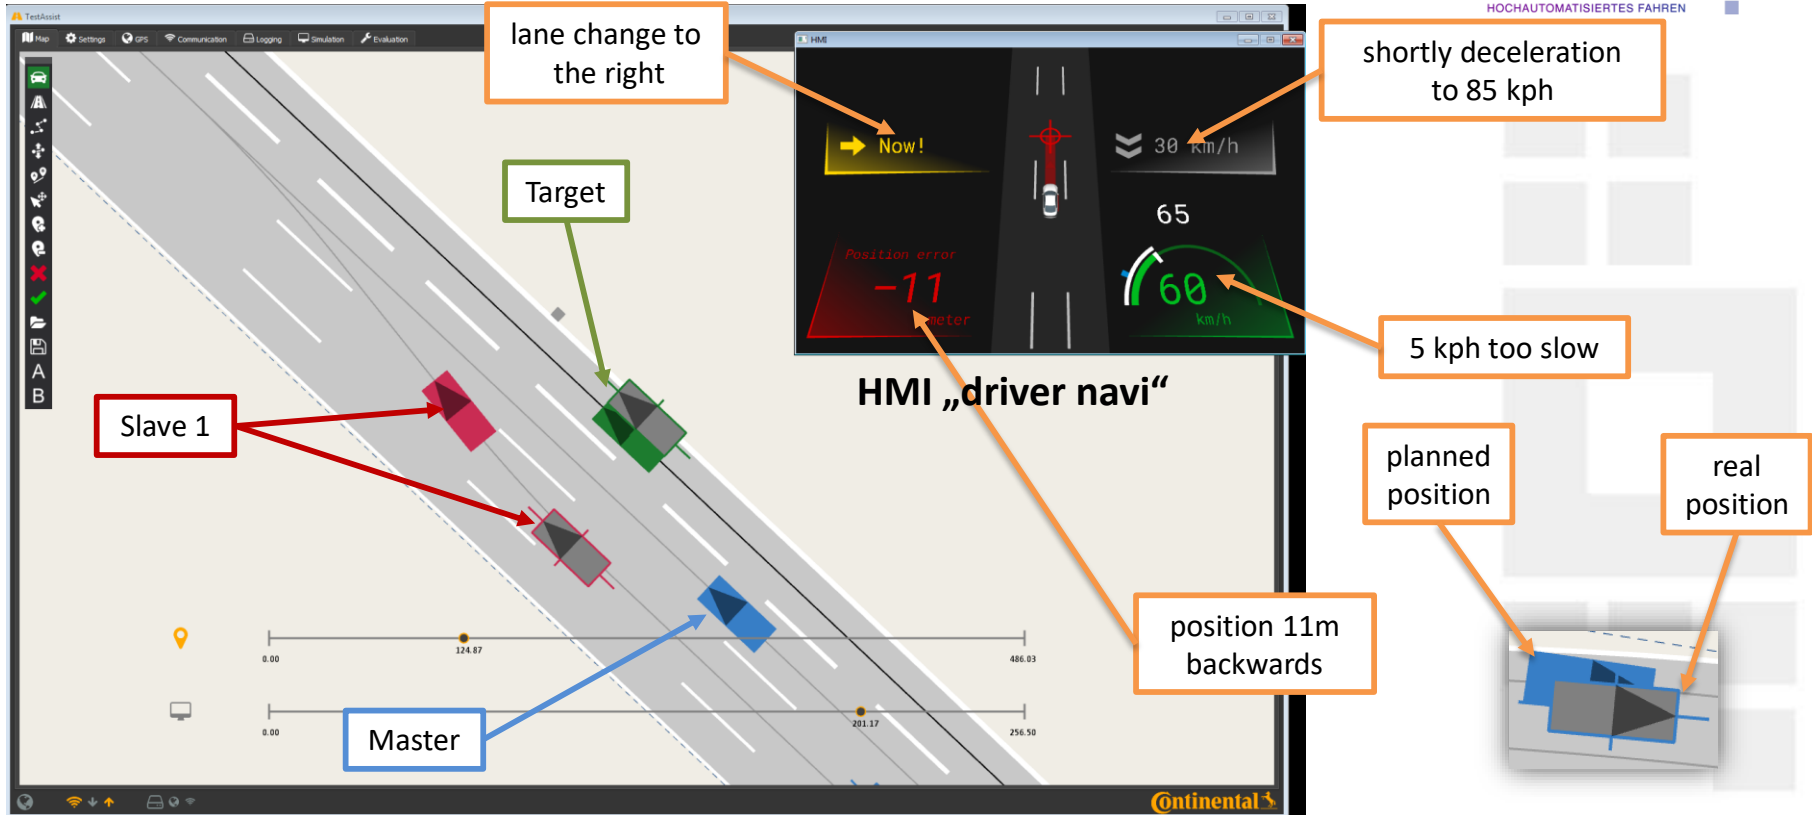 HOCHAUTOMATISIERTES FAHREN
TestAssist
Map Settings GPS Communication Logging Simulation Evaluation
lane change to
the right
HMI
shortly deceleration
to 85 kph
Now!
30 km/h
65
Position error
-11
meter
60
km/h
Target
5 kph too slow
HMI „driver navi“
A
B
Slave 1
planned
position
real
position
position 11m
backwards
124.87
0.00
486.03
201.17
0.00
256.50
Master
Continental